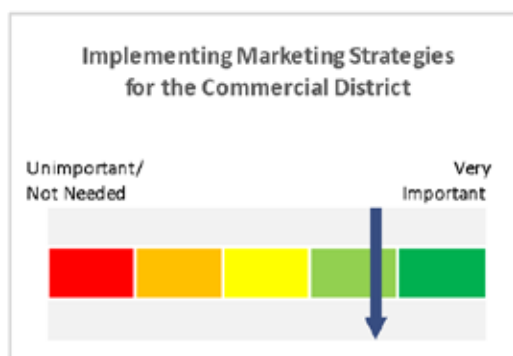 Implementing Marketing Strategies
for the Commercial District
Unimportant/
Not Needed
Very
Important